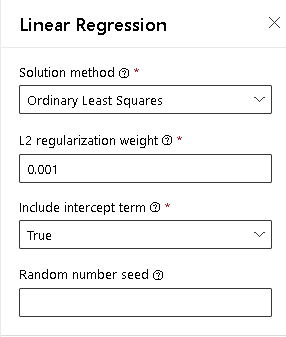 Linear Regression
Solution method *
Ordinary Least Squares
L2 regularization weight *
0.001
Include intercept term *
True
Random number seed